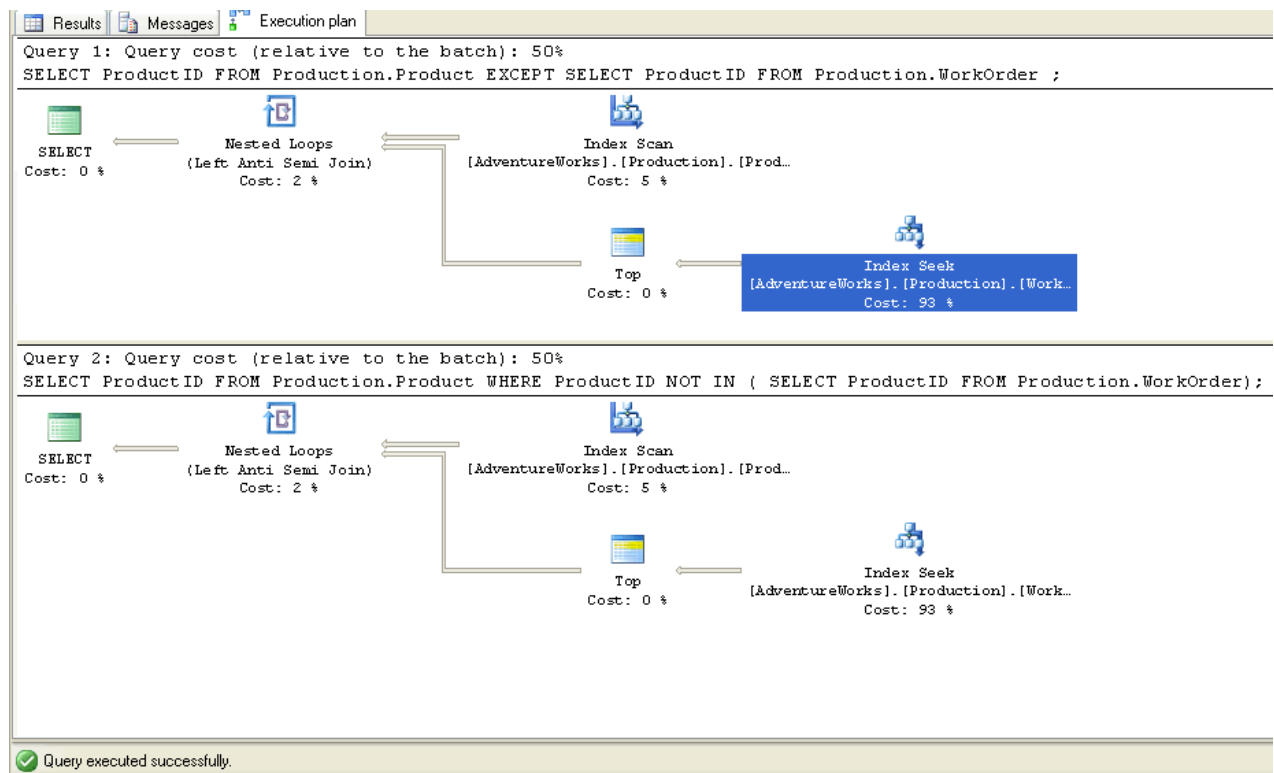 Results Messages Execution plan
Query 1: Query cost (relative to the batch): 50%
SELECT ProductID FROM Production.Product EXCEPT SELECT ProductID FROM Production.WorkOrder ;
SELECT
Cost: 0 %
Nested Loops
(Left Anti Semi Join)
Cost: 2 %
Index Scan
[AdventureWorks].[Production].[Prod…
Cost: 5 %
Top
Cost: 0 %
Index Seek
[AdventureWorks].[Production].[Work…
Cost: 93 %
Query 2: Query cost (relative to the batch): 50%
SELECT ProductID FROM Production.Product WHERE ProductID NOT IN ( SELECT ProductID FROM Production.WorkOrder);
SELECT
Cost: 0 %
Nested Loops
(Left Anti Semi Join)
Cost: 2 %
Index Scan
[AdventureWorks].[Production].[Prod…
Cost: 5 %
Top
Cost: 0 %
Index Seek
[AdventureWorks].[Production].[Work…
Cost: 93 %
Query executed successfully.